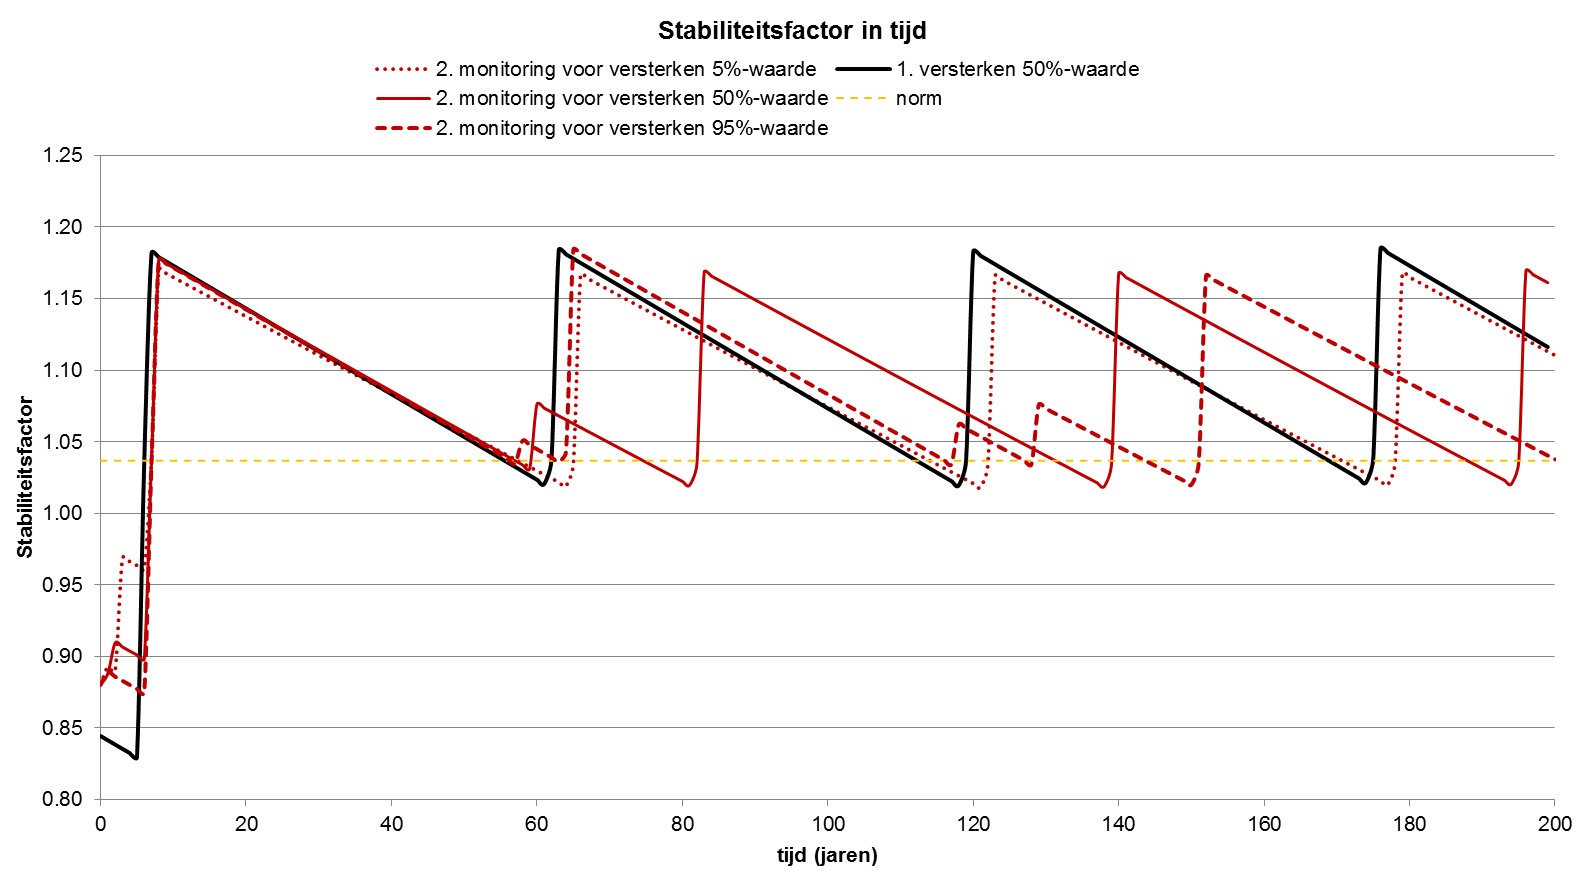 Stabiliteitsfactor in tijd
2. monitoring voor versterken 5%-waarde
1. versterken 50%-waarde
2. monitoring voor versterken 50%-waarde
norm
2. monitoring voor versterken 95%-waarde
1.25
1.20
1.15
1.10
1.05
1.00
0.95
0.90
0.85
0.80
Stabiliteitsfactor
0 20 40 60 80 100 120 140 160 180 200
tijd (jaren)